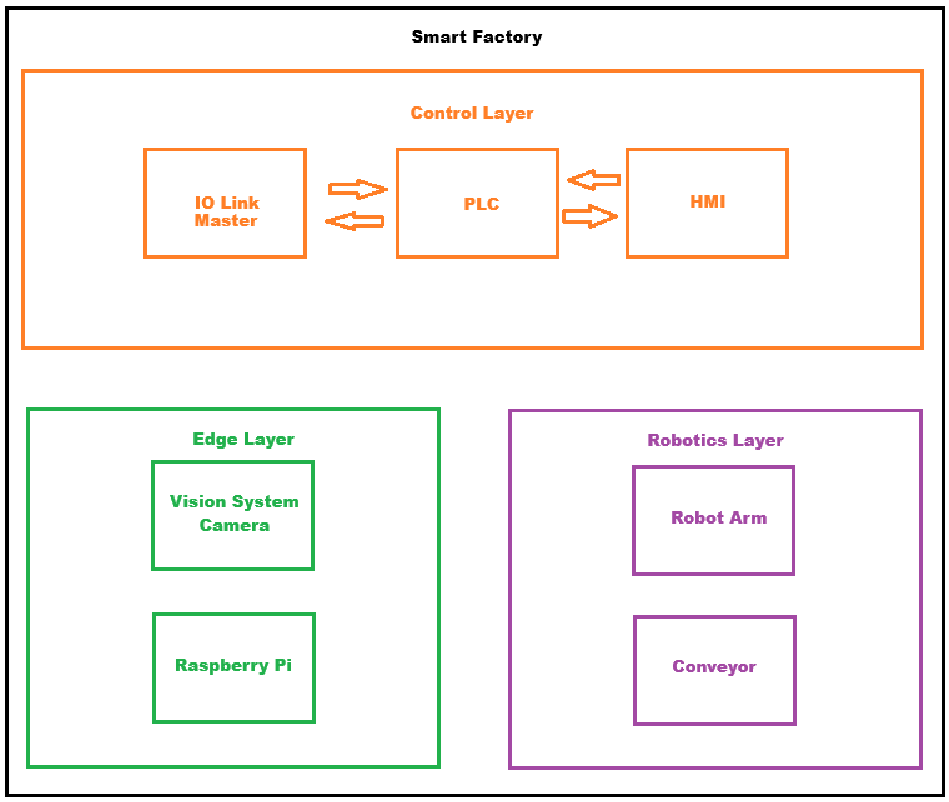 Smart Factory
Control Layer
IO Link
Master
PLC
HMI
Edge Layer
Vision System
Camera
Raspberry Pi
Robotics Layer
Robot Arm
Conveyor